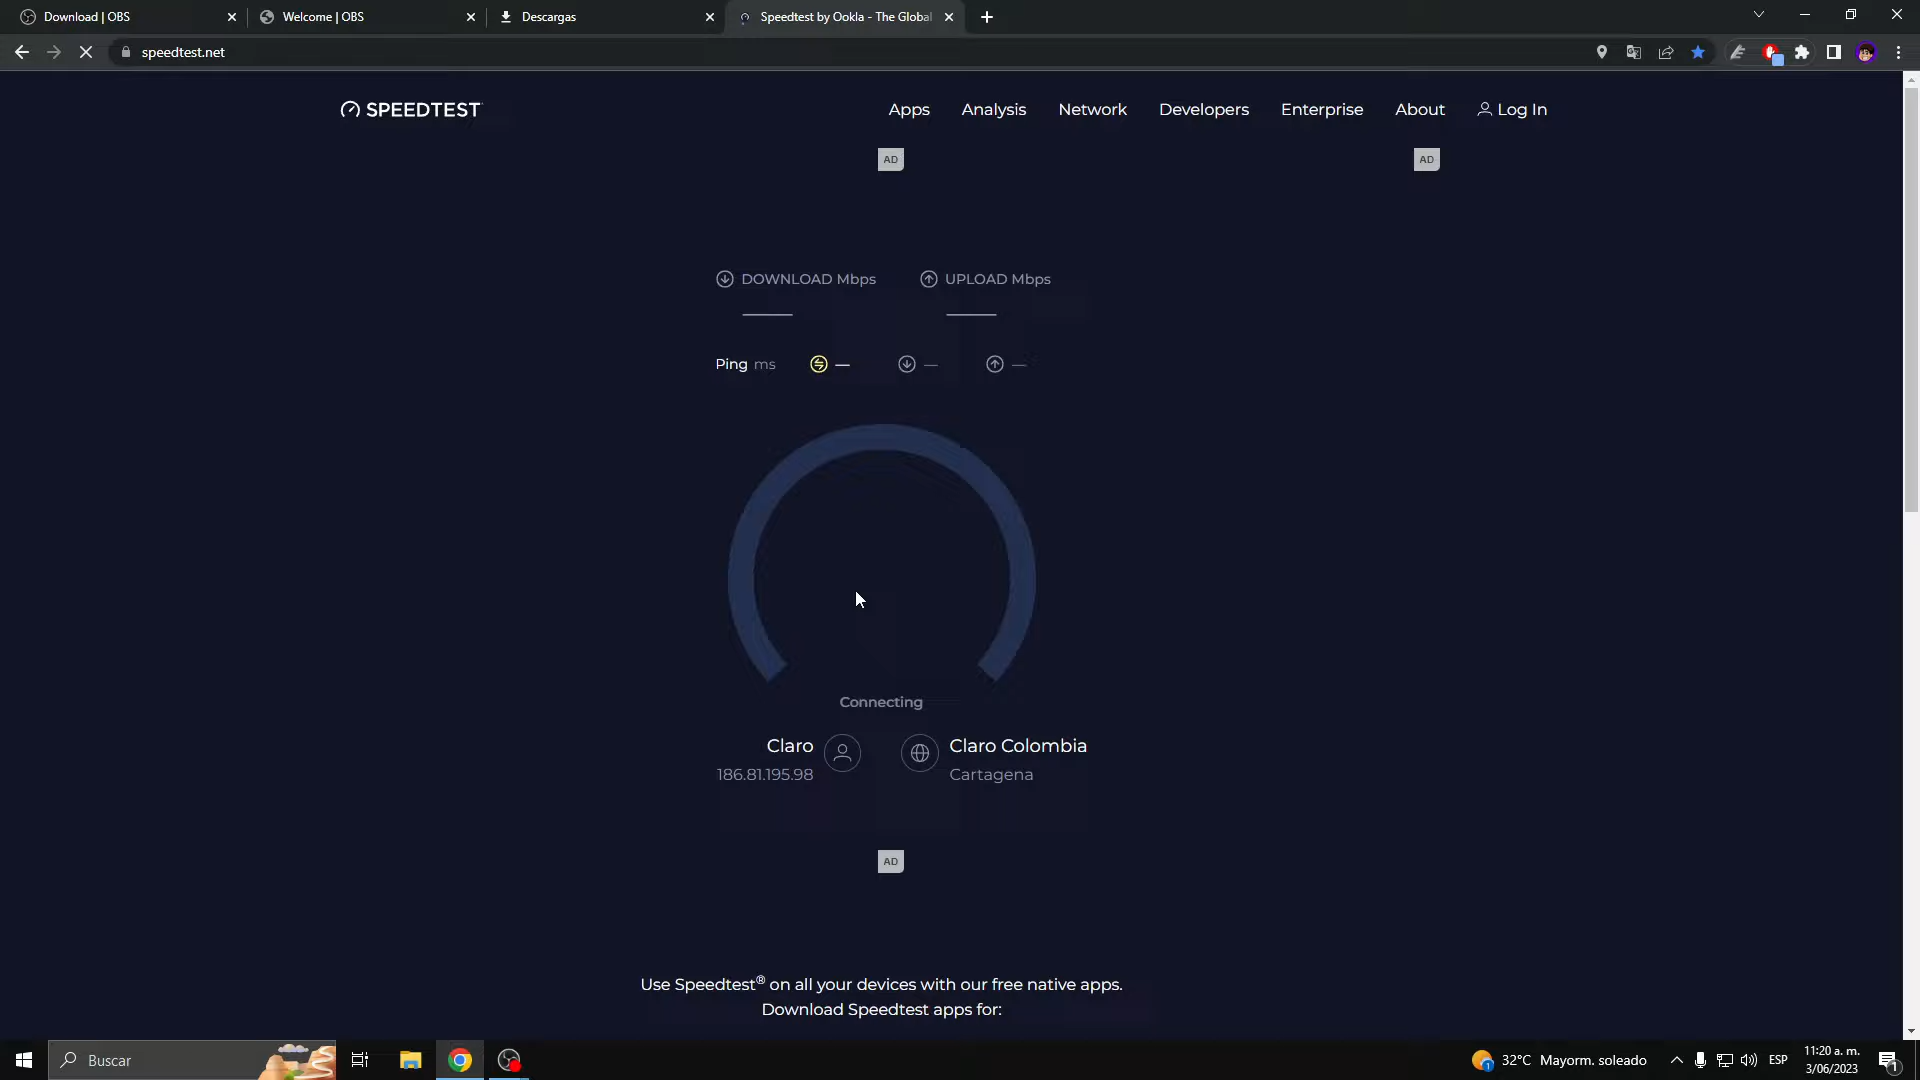 Download | OBS
Welcome | OBS
Descargas
Speedtest by Ookla - The Global
speedtest.net
SPEEDTEST
Apps
Analysis
Network
Developers
Enterprise
About
Log In
AD
AD
DOWNLOAD Mbps
UPLOAD Mbps
Ping ms
Connecting
Claro
Claro Colombia
186.81.195.98
Cartagena
AD
Use Speedtest® on all your devices with our free native apps.
Download Speedtest apps for:
Buscar
32°C Mayorm. soleado
ESP
11:20 a. m.
3/06/2023
1